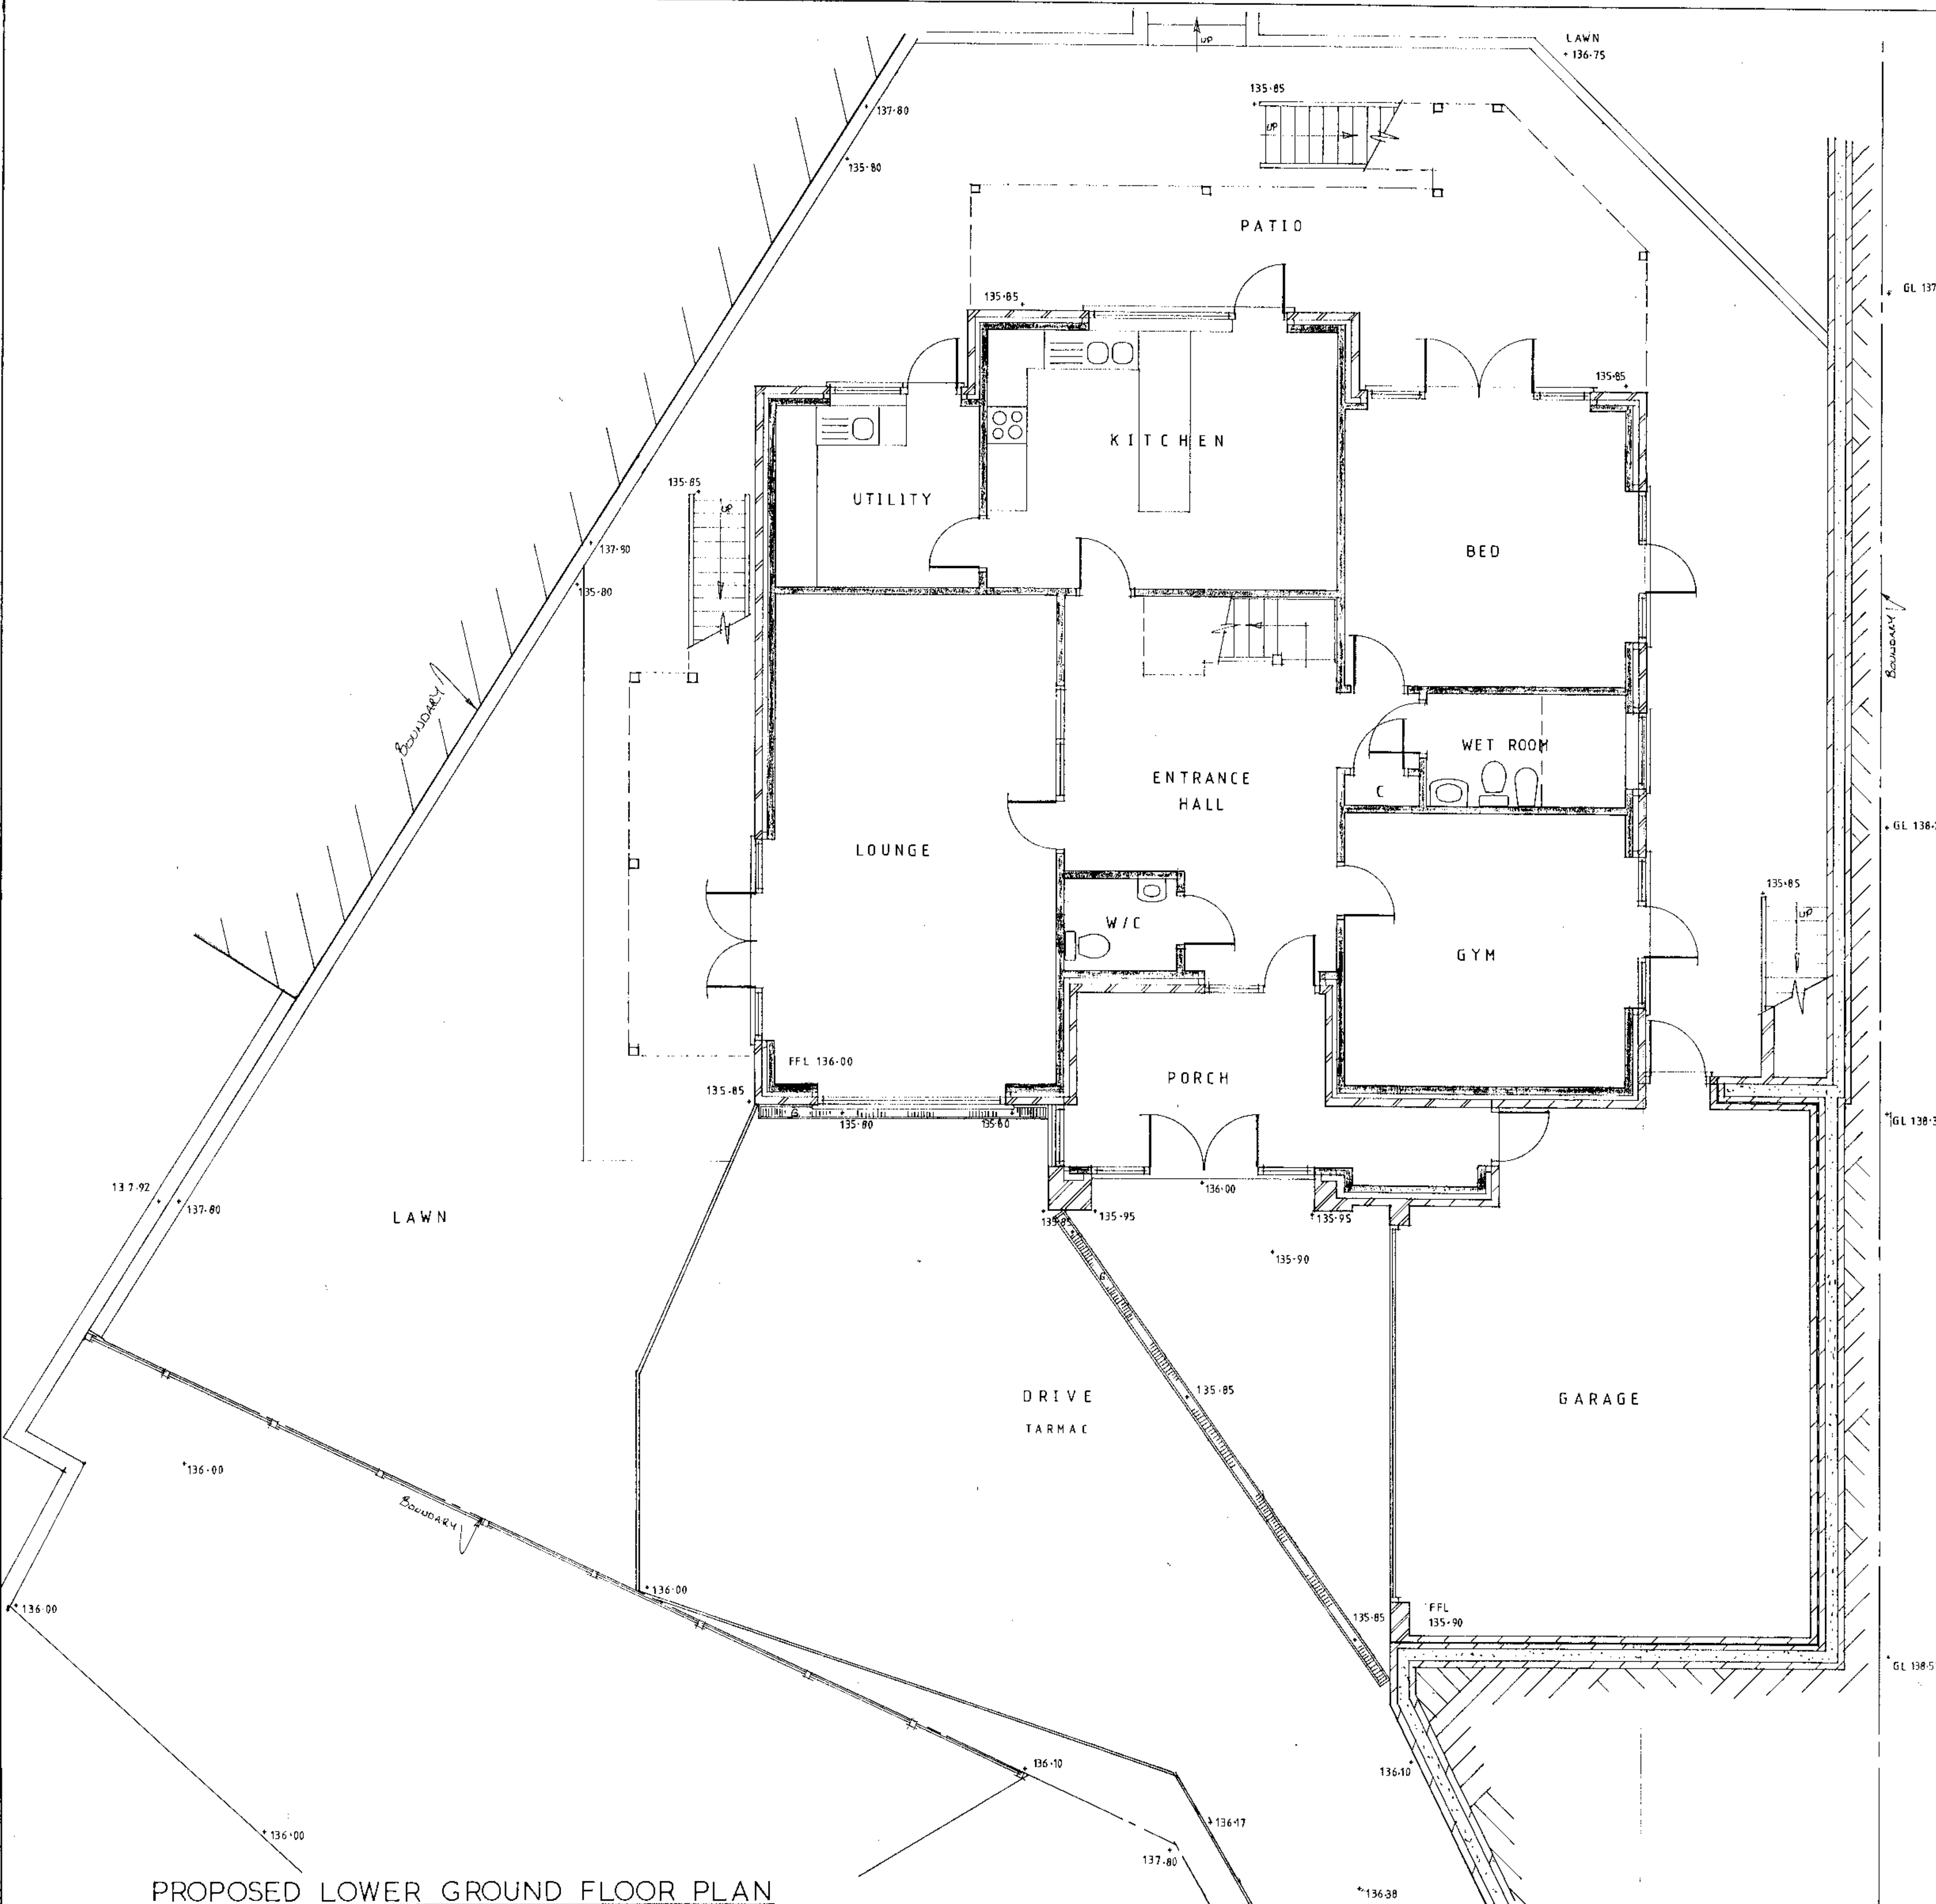 LAWN
136·75
UP
135·85
137·80
UP
135·80
PATIO
135·85
GL 137
135·85
KITCHEN
135·85
UTILITY
UP
BED
137·80
135·80
BOUNDARY
BOUNDARY
WET ROOM
ENTRANCE
HALL
C
GL 138·
LOUNGE
135·85
UP
W/C
GYM
FFL 136·00
PORCH
135·85
G
135·80
135·80
GL 138·3
137·92
137·80
136·00
LAWN
135·85
135·95
135·95
135·90
G
135·85
DRIVE
TARMAC
GARAGE
136·00
BOUNDARY
136·00
136·00
FFL
135·90
135·85
GL 138·5
136·10
136·10
136·17
136·00
137·80
136·38
PROPOSED LOWER GROUND FLOOR PLAN